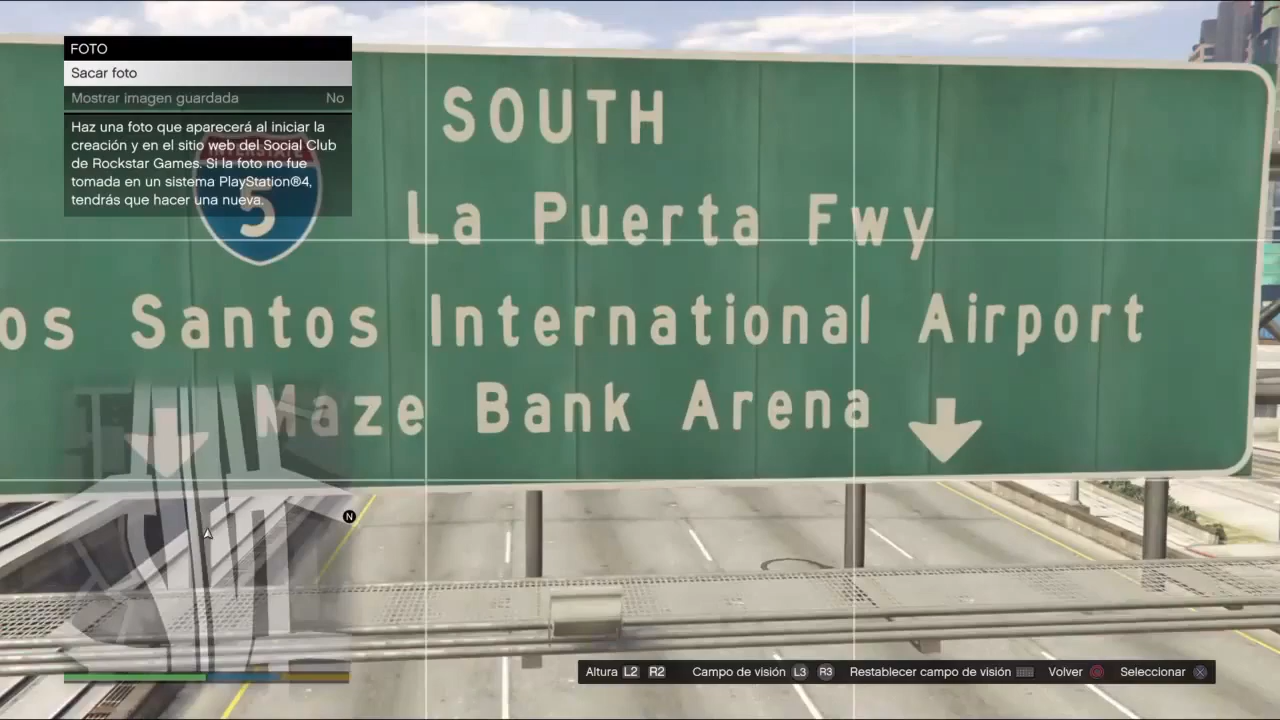 FOTO
Sacar foto
Mostrar imagen guardada No
Haz una foto que aparecerá al iniciar la
creación y en el sitio web del Social Club
de Rockstar Games. Si la foto no fue
tomada en un sistema PlayStation®4,
tendrás que hacer una nueva.
INTERSTATE
5
SOUTH
La Puerta Fwy
os Santos International Airport
Maze Bank Arena
N
Altura L2 R2 Campo de visión L3 R3 Restablecer campo de visión Volver Seleccionar